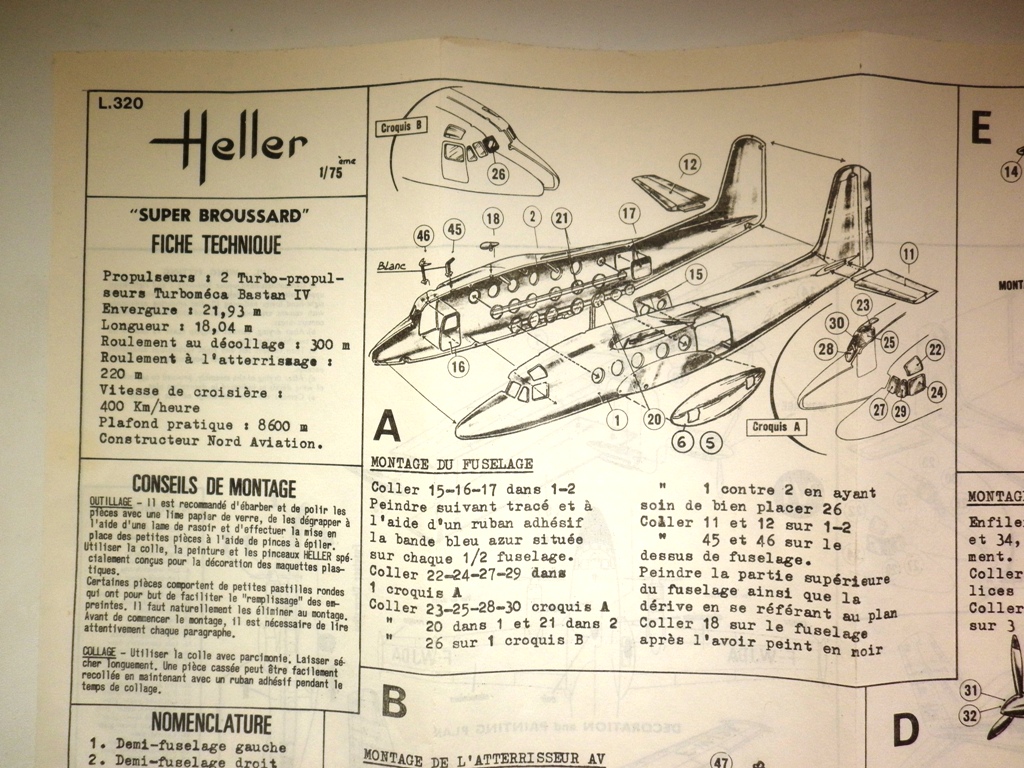 L.320
Heller
1/75ème
"SUPER BROUSSARD"
FICHE TECHNIQUE
Propulseurs : 2 Turbo-propul-
seurs Turboméca Bastan IV
Envergure : 21,93 m
Longueur : 18,04 m
Roulement au décollage : 300 m
Roulement à l'atterrissage :
220 m
Vitesse de croisière :
400 Km/heure
Plafond pratique : 8600 m
Constructeur Nord Aviation.
CONSEILS DE MONTAGE
OUTILLAGE - Il est recommandé d'ébarber et de polir les
pièces avec une lime papier de verre, de les dégrapper à
l'aide d'une lame de rasoir et d'effectuer la mise en
place des petites pièces à l'aide de pinces à épiler.
Utiliser la colle, la peinture et les pinceaux HELLER spé-
cialement conçus pour la décoration des maquettes plas-
tiques.
Certaines pièces comportent de petites pastilles rondes
qui ont pour but de faciliter le "remplissage" des em-
preintes. Il faut naturellement les éliminer au montage.
Avant de commencer le montage, il est nécessaire de lire
attentivement chaque paragraphe.
COLLAGE - Utiliser la colle avec parcimonie. Laisser sé-
cher longuement. Une pièce cassée peut être facilement
recollée en maintenant avec un ruban adhésif pendant le
temps de collage.
NOMENCLATURE
1. Demi-fuselage gauche
2. Demi-fuselage droit
Croquis B
26
12
46
45
18
2
21
17
Blanc
15
11
16
23
30
25
28
22
24
27
29
1
20
6
5
Croquis A
A
MONTAGE DU FUSELAGE
Coller 15-16-17 dans 1-2
Peindre suivant tracé et à
l'aide d'un ruban adhésif
la bande bleu azur située
sur chaque 1/2 fuselage.
Coller 22-24-27-29 dans
1 croquis A
Coller 23-25-28-30 croquis A
" 20 dans 1 et 21 dans 2
" 26 sur 1 croquis B
" 1 contre 2 en ayant
soin de bien placer 26
Coller 11 et 12 sur 1-2
" 45 et 46 sur le
dessus de fuselage.
Peindre la partie supérieure
du fuselage ainsi que la
dérive en se référant au plan
Coller 18 sur le fuselage
après l'avoir peint en noir
B
MONTAGE DE L'ATTERRISSEUR AV
47
E
14
MONT
MONTAG
Enfile
et 34,
ment.
Coller
lices
Coller
sur 3
31
32
D